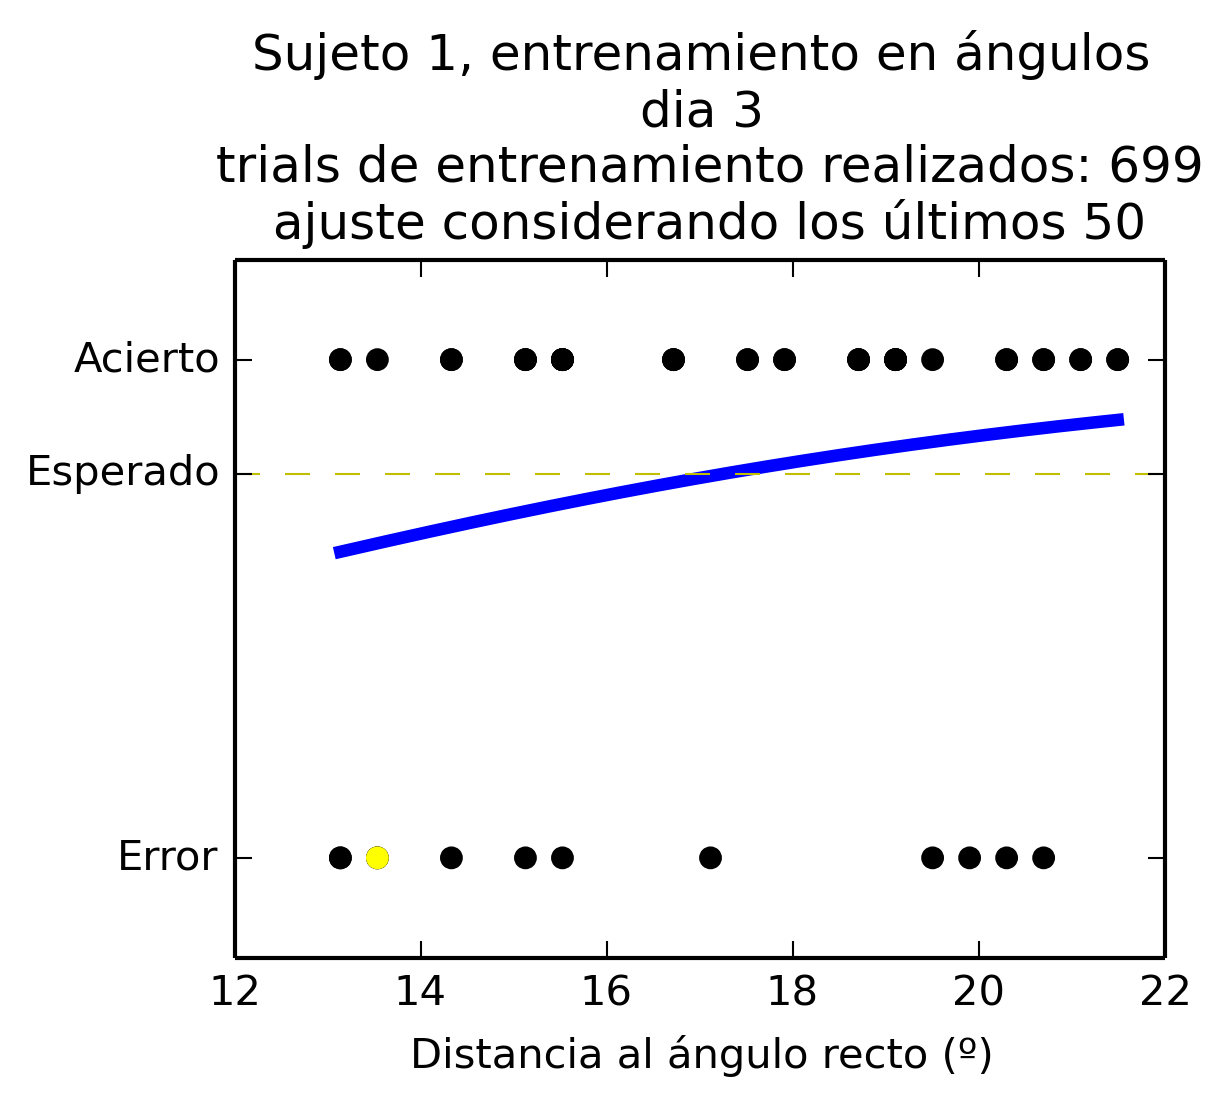 Sujeto 1, entrenamiento en ángulos
dia 3
trials de entrenamiento realizados: 699
ajuste considerando los últimos 50
Acierto
Esperado
Error
12 14 16 18 20 22
Distancia al ángulo recto (º)